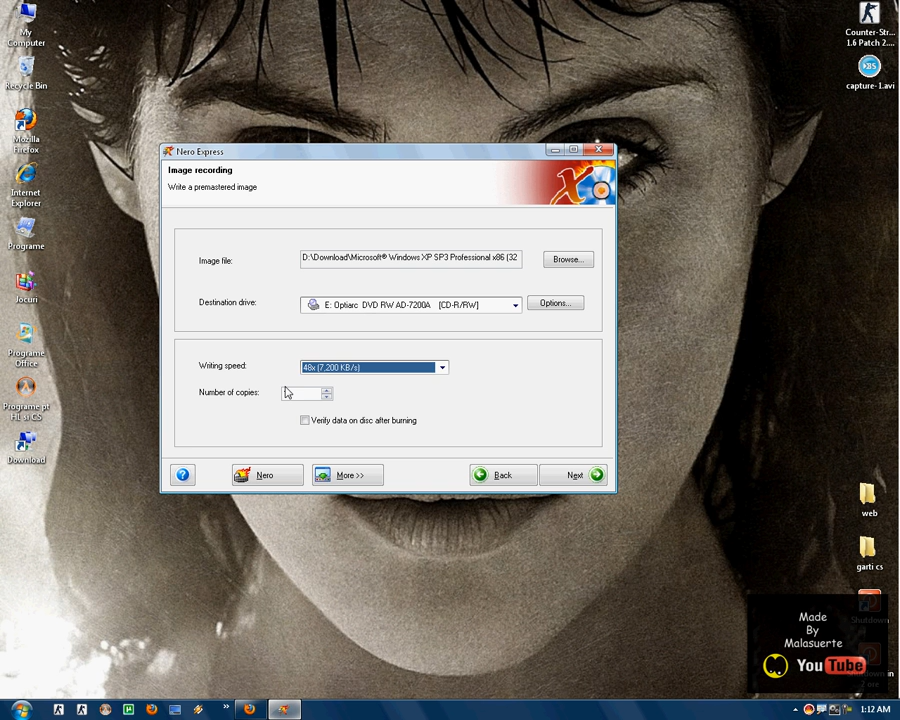 My
Computer
Recycle Bin
Mozilla
Firefox
Internet
Explorer
Programe
Jocuri
Programe
Office
Programe pt
HL si CS
Download
Counter-Str...
1.6 Patch 2....
BS
capture-1.avi
Nero Express
Image recording
Write a premastered image
Image file:
D:\Download\Microsoft® Windows XP SP3 Professional x86 (32
Browse...
Destination drive:
E: Optiarc DVD RW AD-7200A [CD-R/RW]
Options...
Writing speed:
48x (7,200 KB/s)
Number of copies:
Verify data on disc after burning
Nero
More >>
Back
Next
web
garti cs
Shutdown
Made
By
Malasuerte
YouTube
1:12 AM